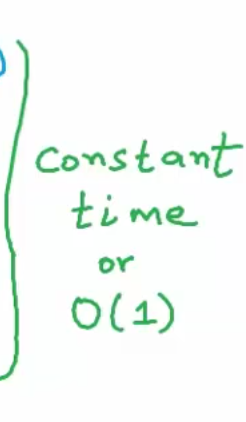 constant
time
or
O(1)